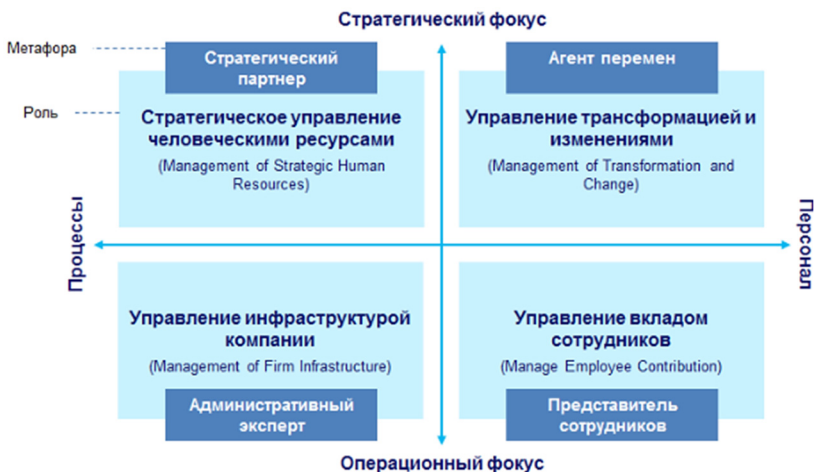 Стратегический фокус
Метафора
Стратегический
партнер
Агент перемен
Роль
Стратегическое управление
человеческими ресурсами
(Management of Strategic Human
Resources)
Управление трансформацией и
изменениями
(Management of Transformation and
Change)
Процессы
Персонал
Управление инфраструктурой
компании
(Management of Firm Infrastructure)
Административный
эксперт
Управление вкладом
сотрудников
(Manage Employee Contribution)
Представитель
сотрудников
Операционный фокус